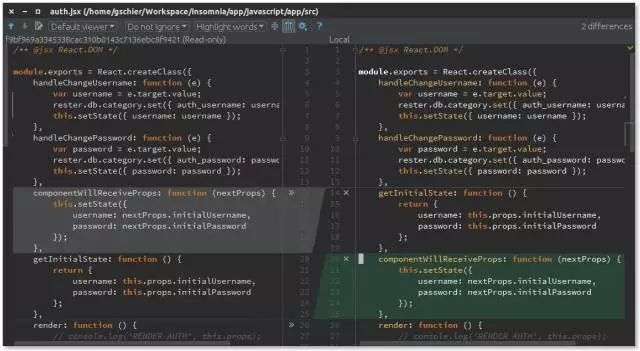 auth.jsx (/home/gschier/Workspace/Insomnia/app/javascript/app/src)
Default viewer Do not ignore Highlight words 2 differences
(Read-only)
/** @jsx React.DOM */
module.exports = React.createClass({
handleChangeUsername: function (e) {
var username = e.target.value;
rester.db.category.set({ auth_username: userna
this.setState({ username: username });
},
handleChangePassword: function (e) {
var password = e.target.value;
rester.db.category.set({ auth_password: passwo
this.setState({ password: password });
},
componentWillReceiveProps: function (nextProps) {
this.setState({
username: nextProps.initialUsername,
password: nextProps.initialPassword
});
},
getInitialState: function () {
return {
username: this.props.initialUsername,
password: this.props.initialPassword
};
},
render: function () {
// console.log('RENDER AUTH', this.props);
Local
/** @jsx React.DOM */
module.exports = React.createClass({
handleChangeUsername: function (e) {
var username = e.target.value;
rester.db.category.set({ auth_username: userna
this.setState({ username: username });
},
handleChangePassword: function (e) {
var password = e.target.value;
rester.db.category.set({ auth_password: passwo
this.setState({ password: password });
},
getInitialState: function () {
return {
username: this.props.initialUsername,
password: this.props.initialPassword
};
},
componentWillReceiveProps: function (nextProps) {
this.setState({
username: nextProps.initialUsername,
password: nextProps.initialPassword
});
},
render: function () {
// console.log('RENDER AUTH', this.props);